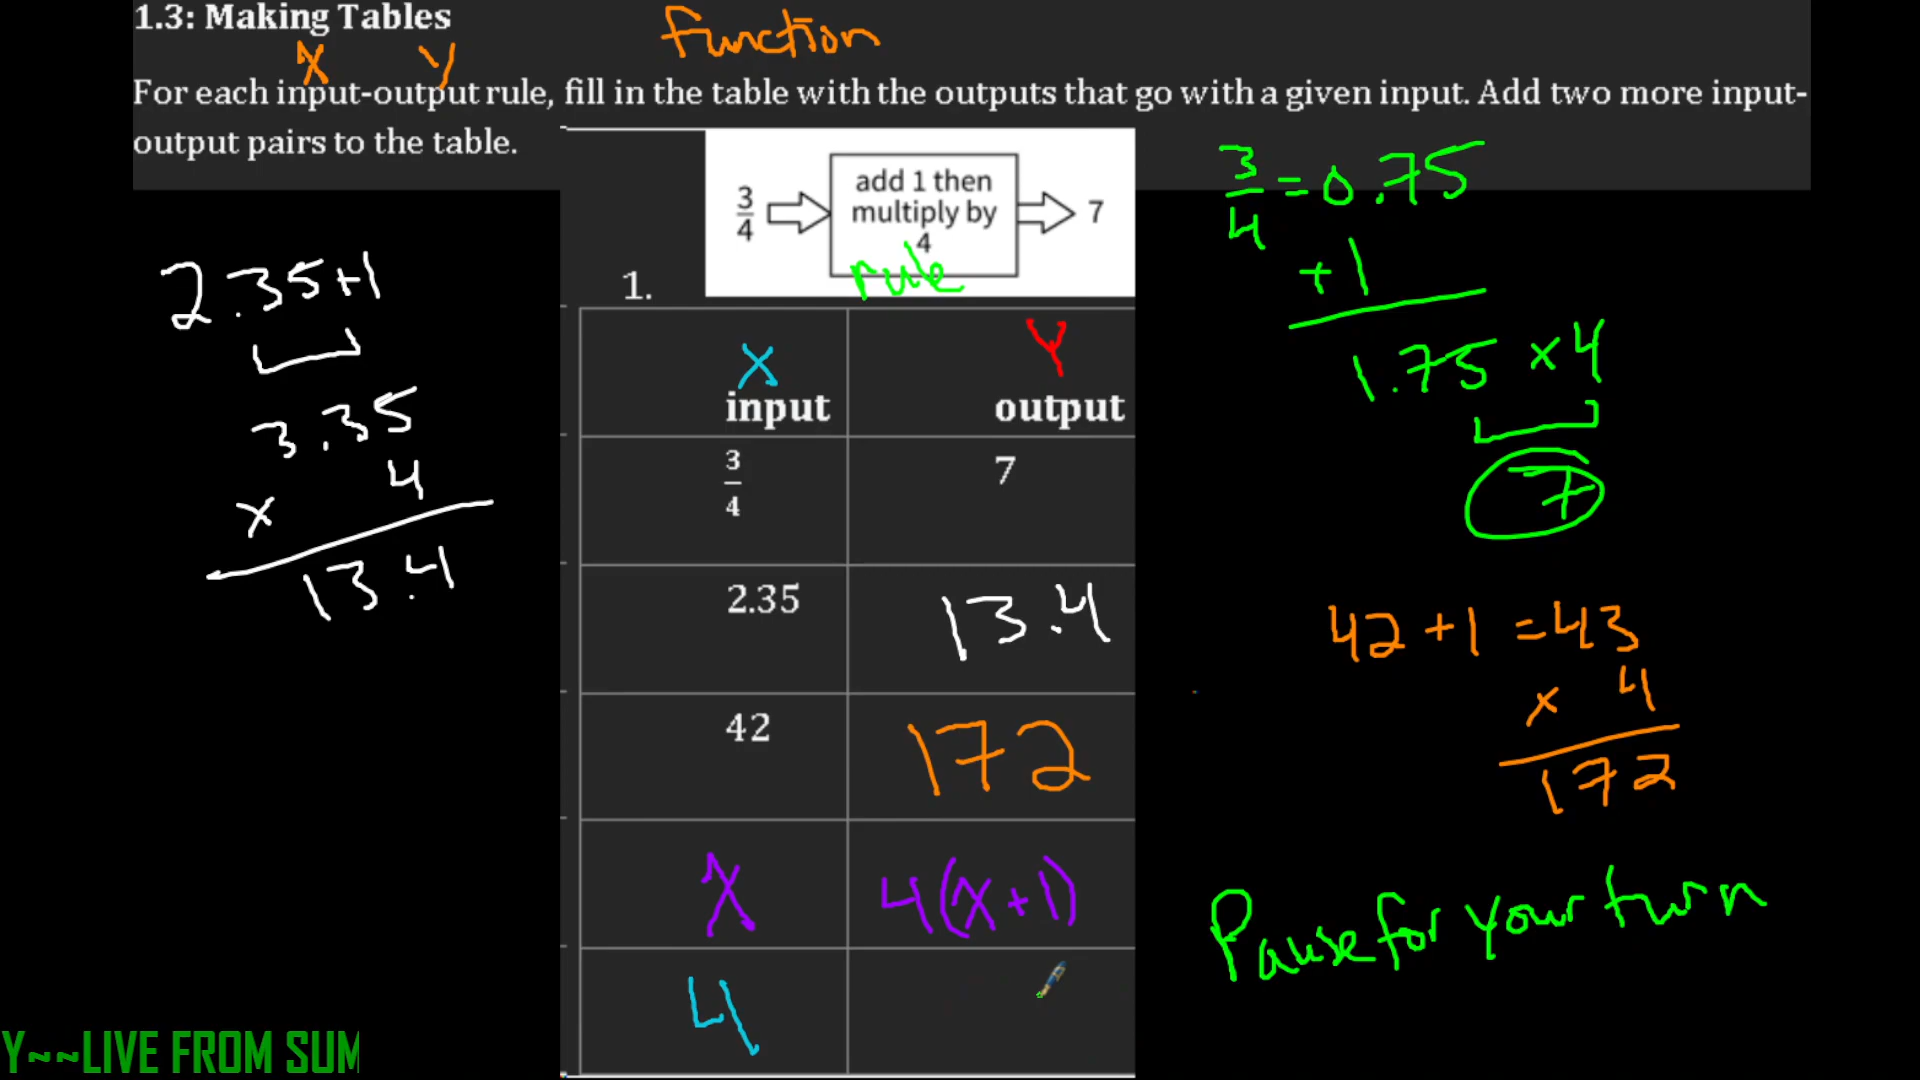 1.3: Making Tables
function
X Y
For each input-output rule, fill in the table with the outputs that go with a given input. Add two more input-
output pairs to the table.
3/4 add 1 then multiply by 4 7
rule
1.
X Y
input output
3/4 7
2.35 13.4
42 172
X 4(X+1)
4
2.35+1
3.35
x 4
13.4
3/4 = 0.75
+1
1.75 x4
7
42 +1 =43
x 4
172
Pause for your turn
Y~~LIVE FROM SUM